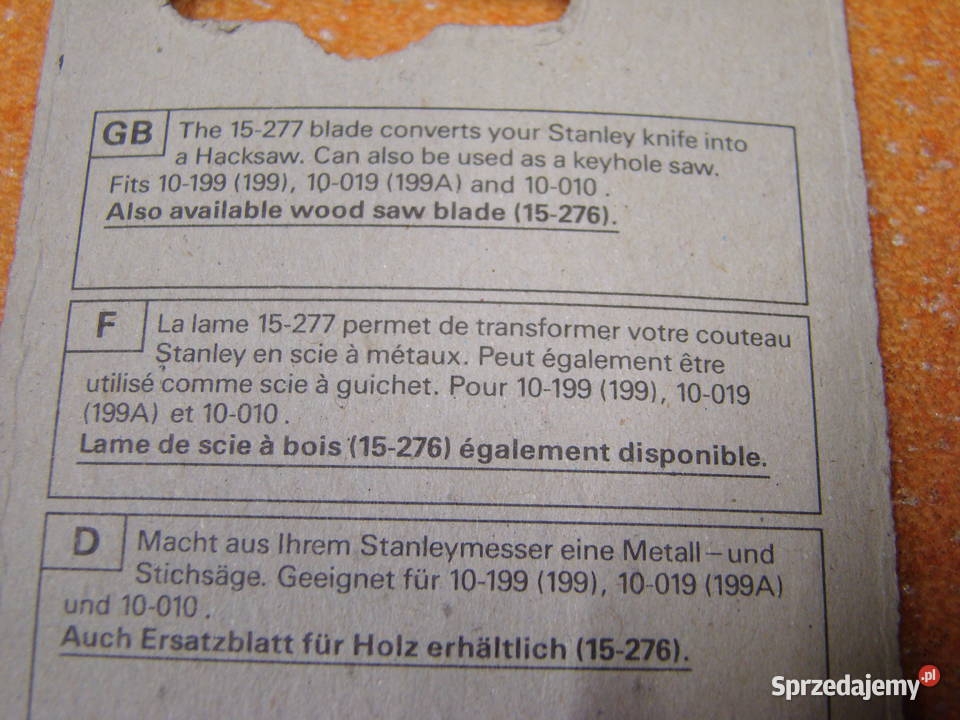 GB The 15-277 blade converts your Stanley knife into
a Hacksaw. Can also be used as a keyhole saw.
Fits 10-199 (199), 10-019 (199A) and 10-010 .
Also available wood saw blade (15-276).
F La lame 15-277 permet de transformer votre couteau
Stanley en scie à métaux. Peut également être
utilisé comme scie à guichet. Pour 10-199 (199), 10-019
(199A) et 10-010 .
Lame de scie à bois (15-276) également disponible.
D Macht aus Ihrem Stanleymesser eine Metall – und
Stichsäge. Geeignet für 10-199 (199), 10-019 (199A)
und 10-010 .
Auch Ersatzblatt für Holz erhältlich (15-276).
Sprzedajemy.pl